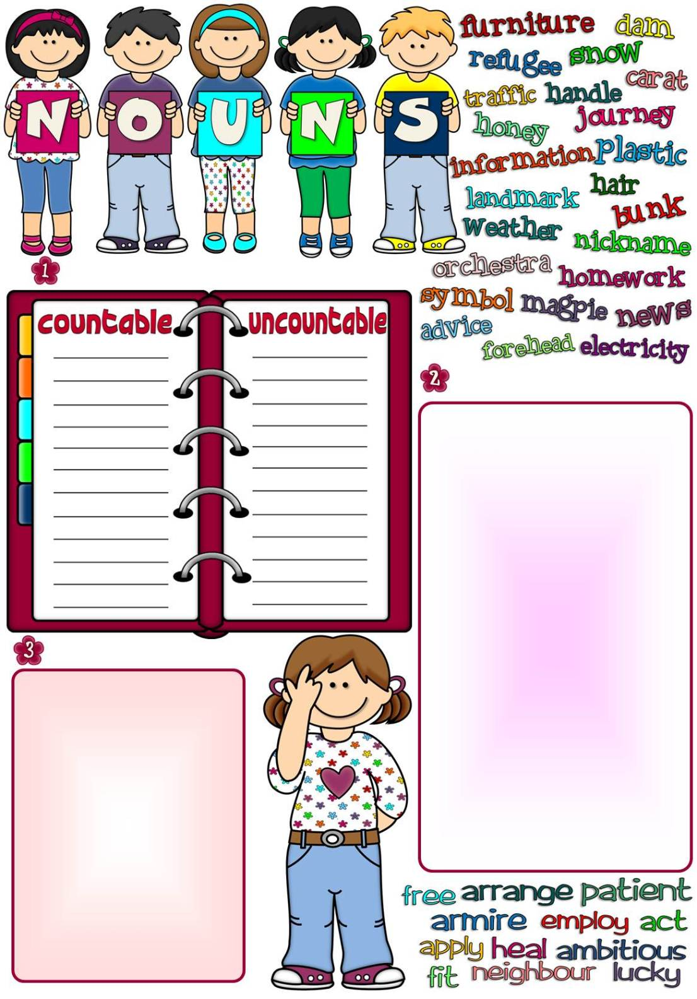 NOUNS
furniture dam
refugee snow
carat
traffic handle
honey journey
information plastic
landmark hair
bunk
weather nickname
orchestra homework
symbol magpie news
advice
forehead electricity
1
countable uncountable
2
3
free arrange patient
armire employ act
apply heal ambitious
fit neighbour lucky